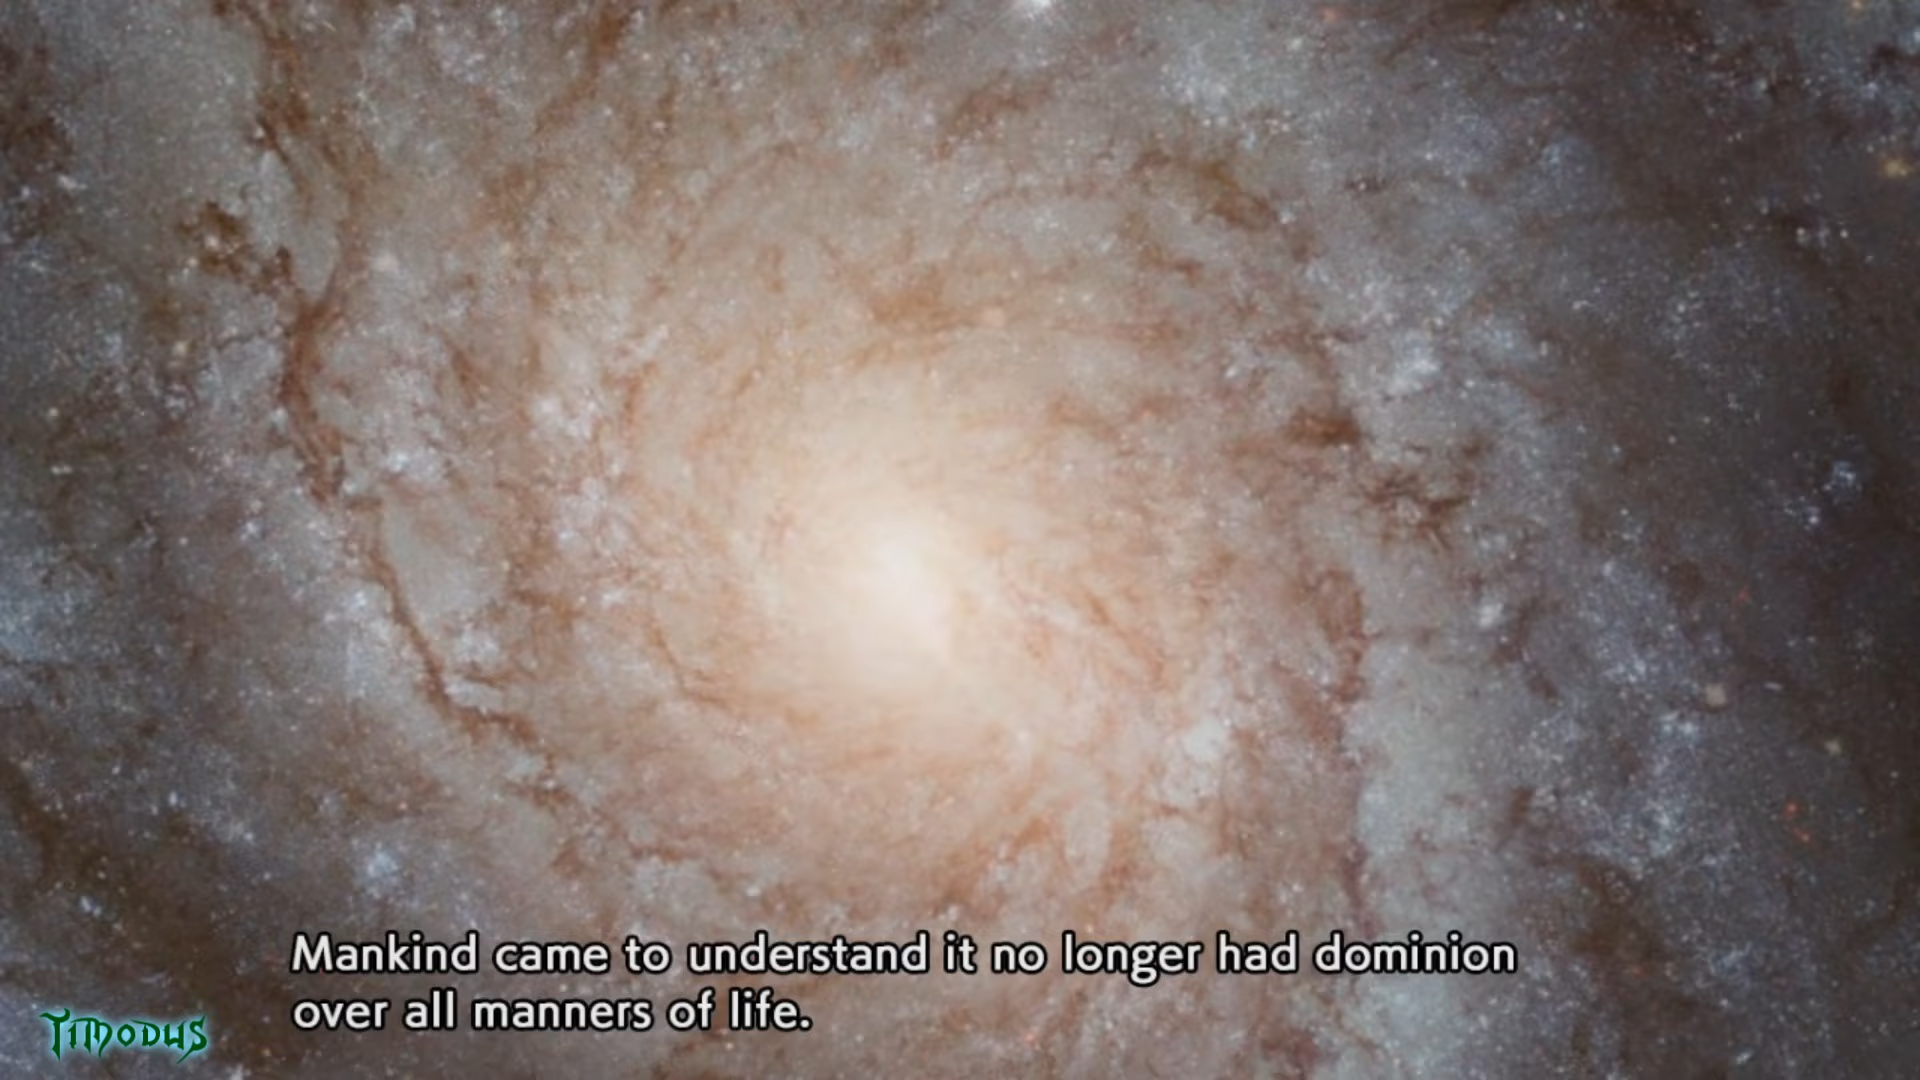 Mankind came to understand it no longer had dominion
over all manners of life.
TIMODUS